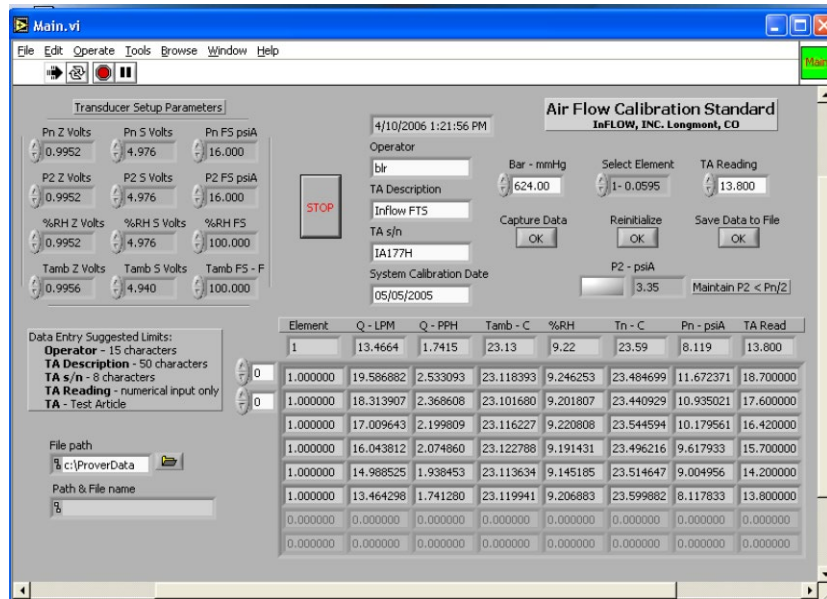 Main.vi
File Edit Operate Tools Browse Window Help
Main
Transducer Setup Parameters
Pn Z Volts Pn S Volts Pn FS psiA
0.9952 4.976 16.000
P2 Z Volts P2 S Volts P2 FS psiA
0.9952 4.976 16.000
%RH Z Volts %RH S Volts %RH FS
0.9952 4.976 100.000
Tamb Z Volts Tamb S Volts Tamb FS - F
0.9956 4.940 100.000
STOP
4/10/2006 1:21:56 PM
Operator
blr
TA Description
Inflow FTS
TA s/n
IA177H
System Calibration Date
05/05/2005
Air Flow Calibration Standard
InFLOW, INC. Longmont, CO
Bar - mmHg Select Element TA Reading
624.00 1- 0.0595 13.800
Capture Data Reinitialize Save Data to File
OK OK OK
P2 - psiA
3.35 Maintain P2 < Pn/2
Data Entry Suggested Limits:
Operator - 15 characters
TA Description - 50 characters
TA s/n - 8 characters
TA Reading - numerical input only
TA - Test Article
0
0
File path
c:\ProverData
Path & File name
Element Q - LPM Q - PPH Tamb - C %RH Tn - C Pn - psiA TA Read
1 13.4664 1.7415 23.13 9.22 23.59 8.119 13.800
1.000000 19.586882 2.533093 23.118393 9.246253 23.484699 11.672371 18.700000
1.000000 18.313907 2.368608 23.101680 9.201807 23.440929 10.935021 17.600000
1.000000 17.009643 2.199809 23.116227 9.220808 23.544594 10.179561 16.420000
1.000000 16.043812 2.074860 23.122788 9.191431 23.496216 9.617933 15.700000
1.000000 14.988525 1.938453 23.113634 9.145185 23.514647 9.004956 14.200000
1.000000 13.464298 1.741280 23.119941 9.206883 23.599882 8.117833 13.800000
0.000000 0.000000 0.000000 0.000000 0.000000 0.000000 0.000000 0.000000
0.000000 0.000000 0.000000 0.000000 0.000000 0.000000 0.000000 0.000000